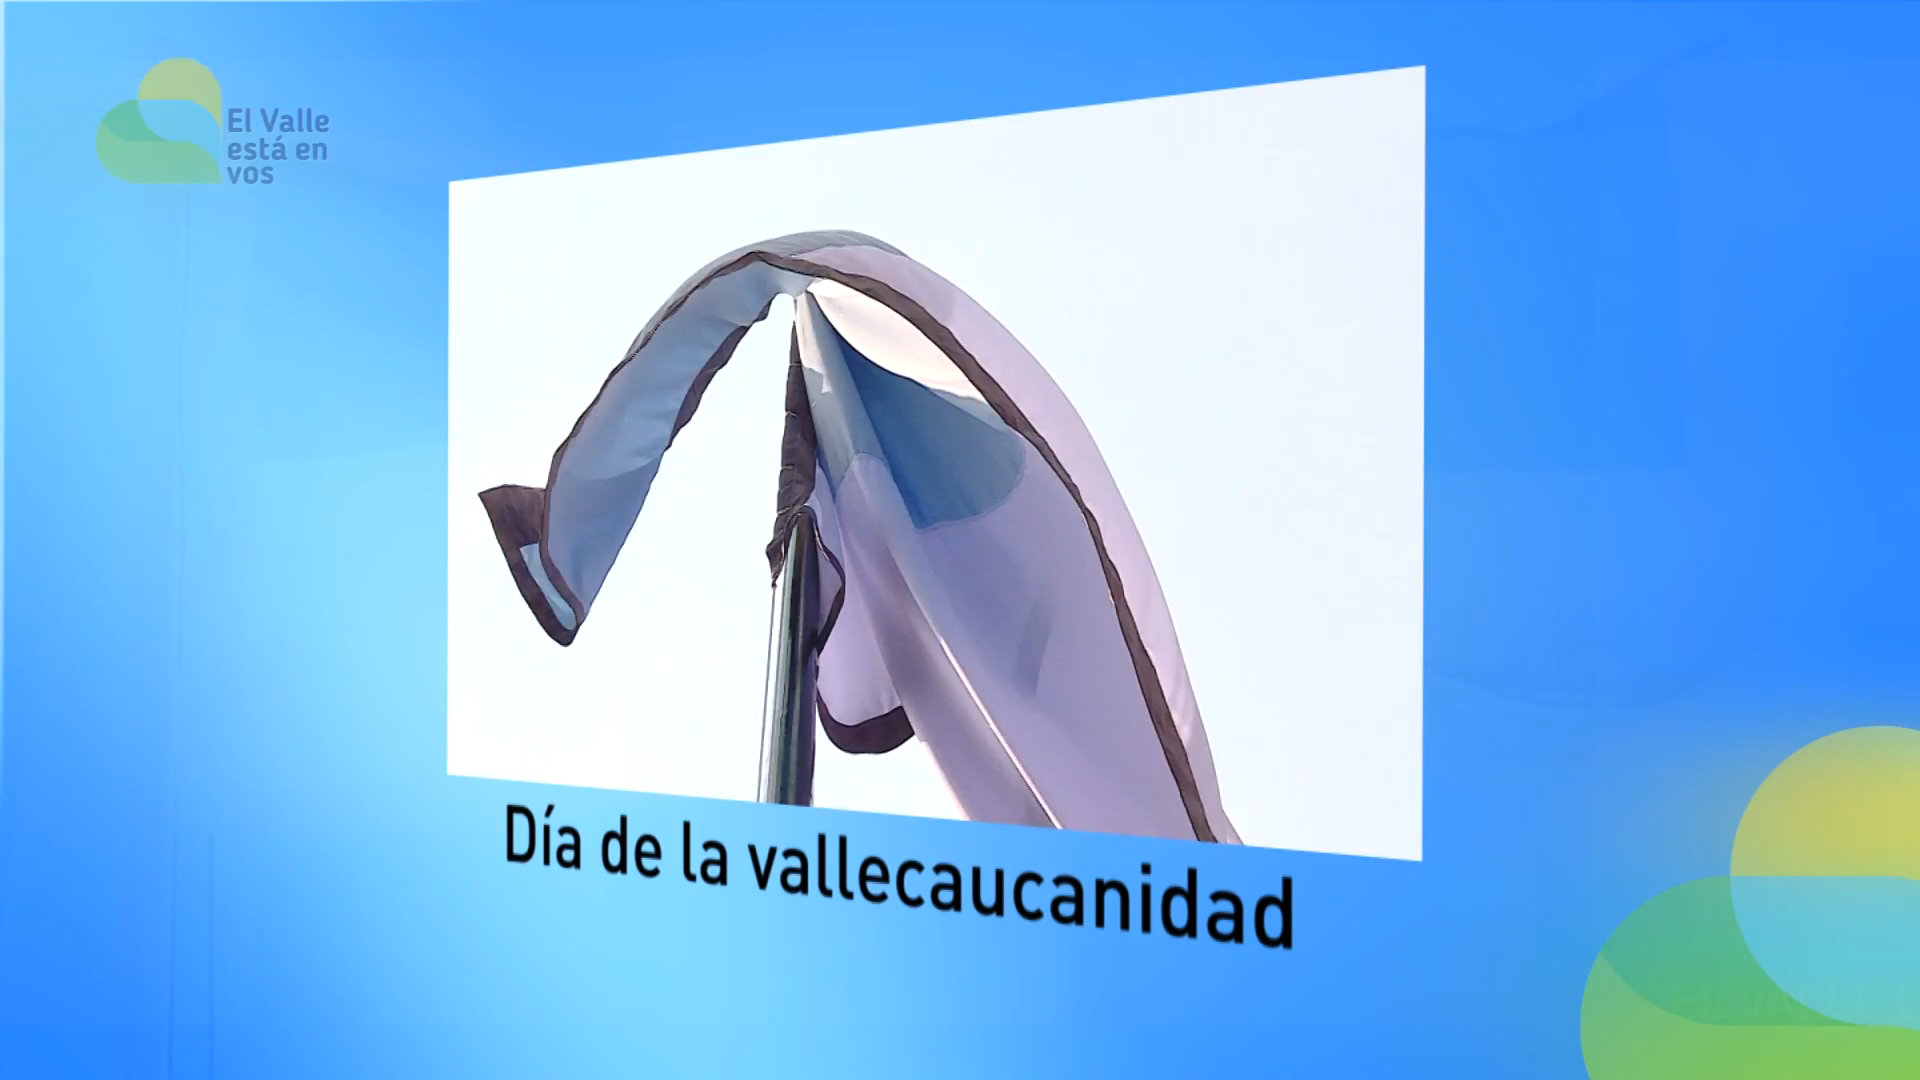 El Valle
está en
vos
Día de la vallecaucanidad